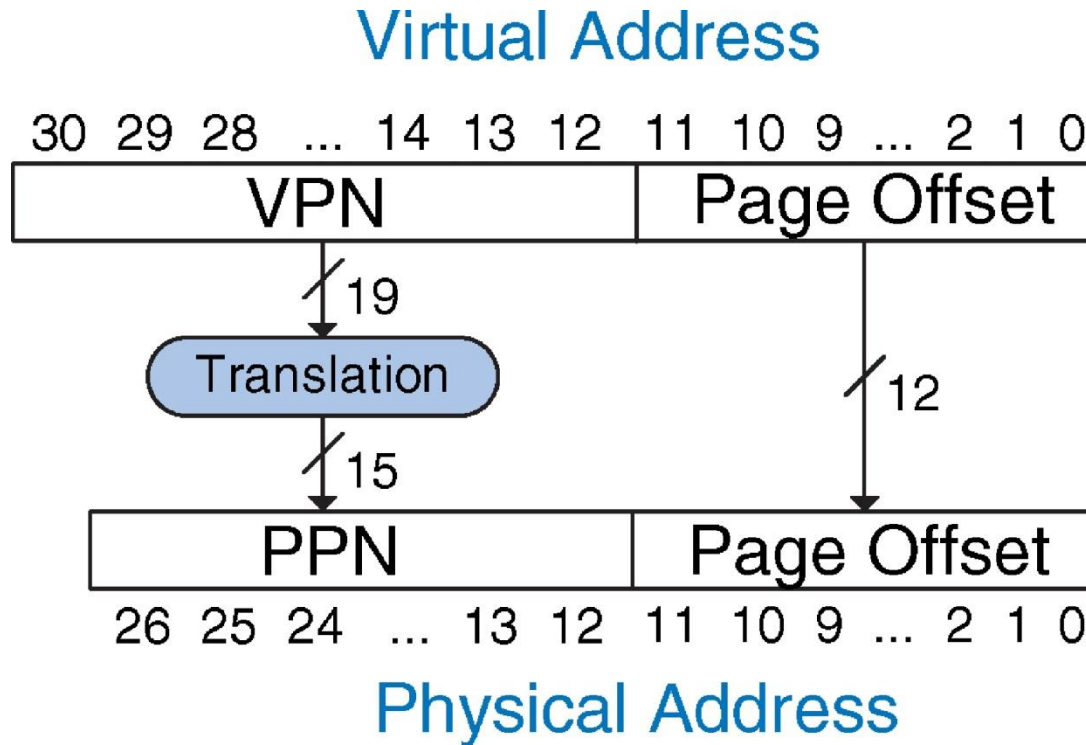 Virtual Address
30 29 28 ... 14 13 12 11 10 9 ... 2 1 0
VPN Page Offset
19
Translation
12
15
PPN Page Offset
26 25 24 ... 13 12 11 10 9 ... 2 1 0
Physical Address